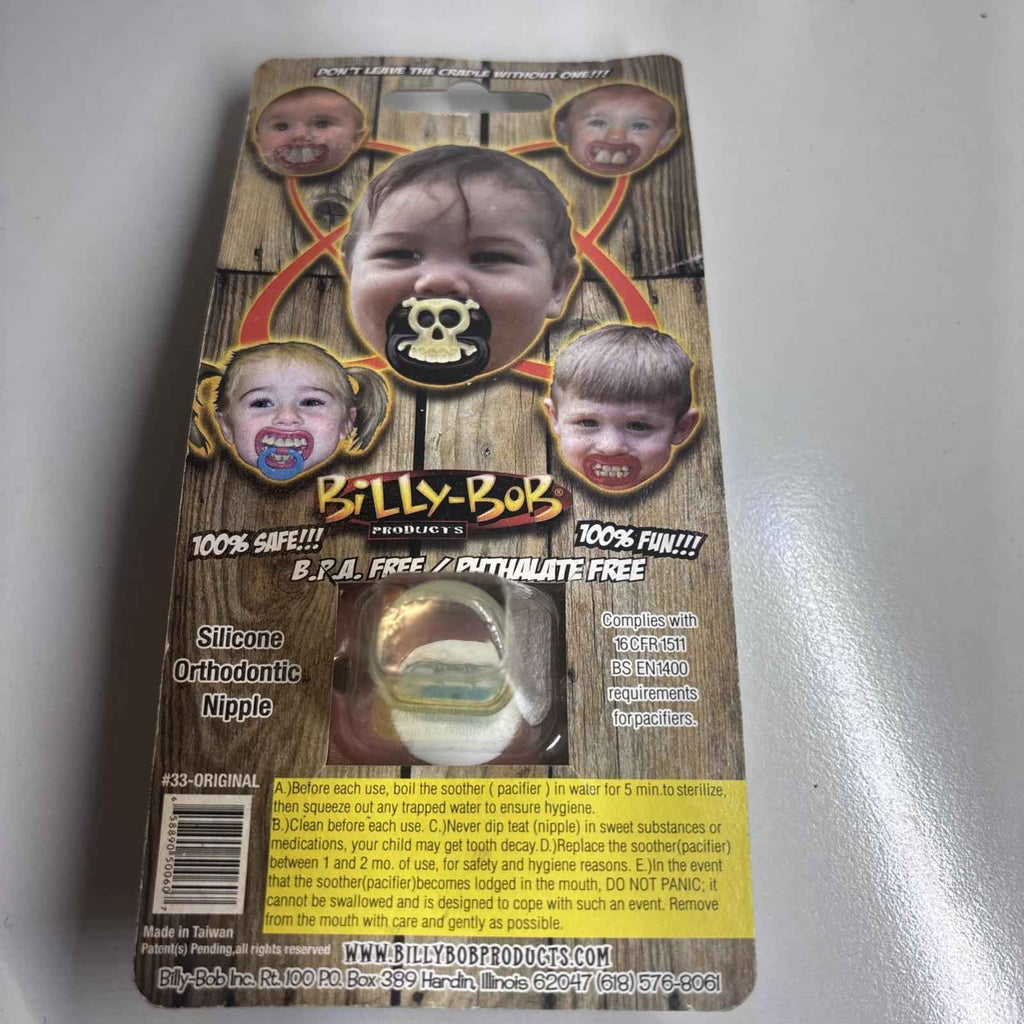 DON'T LEAVE THE CRADLE WITHOUT ONE!!!
BILLY-BOB®
PRODUCTS
100% SAFE!!!
100% FUN!!!
B.P.A. FREE / PHTHALATE FREE
Silicone
Orthodontic
Nipple
Complies with
16 CFR 1511
BS EN1400
requirements
for pacifiers.
#33-ORIGINAL
A.)Before each use, boil the soother ( pacifier ) in water for 5 min.to sterilize,
then squeeze out any trapped water to ensure hygiene.
B.)Clean before each use. C.)Never dip teat (nipple) in sweet substances or
medications, your child may get tooth decay. D.)Replace the soother(pacifier)
between 1 and 2 mo. of use, for safety and hygiene reasons. E.)In the event
that the soother(pacifier)becomes lodged in the mouth, DO NOT PANIC; it
cannot be swallowed and is designed to cope with such an event. Remove
from the mouth with care and gently as possible.
6 58890 50060 7
Made in Taiwan
Patent(s) Pending,all rights reserved
WWW.BILLYBOBPRODUCTS.COM
Billy-Bob Inc. Rt. 100 P.O. Box 389 Hardin, Illinois 62047 (618) 576-8061